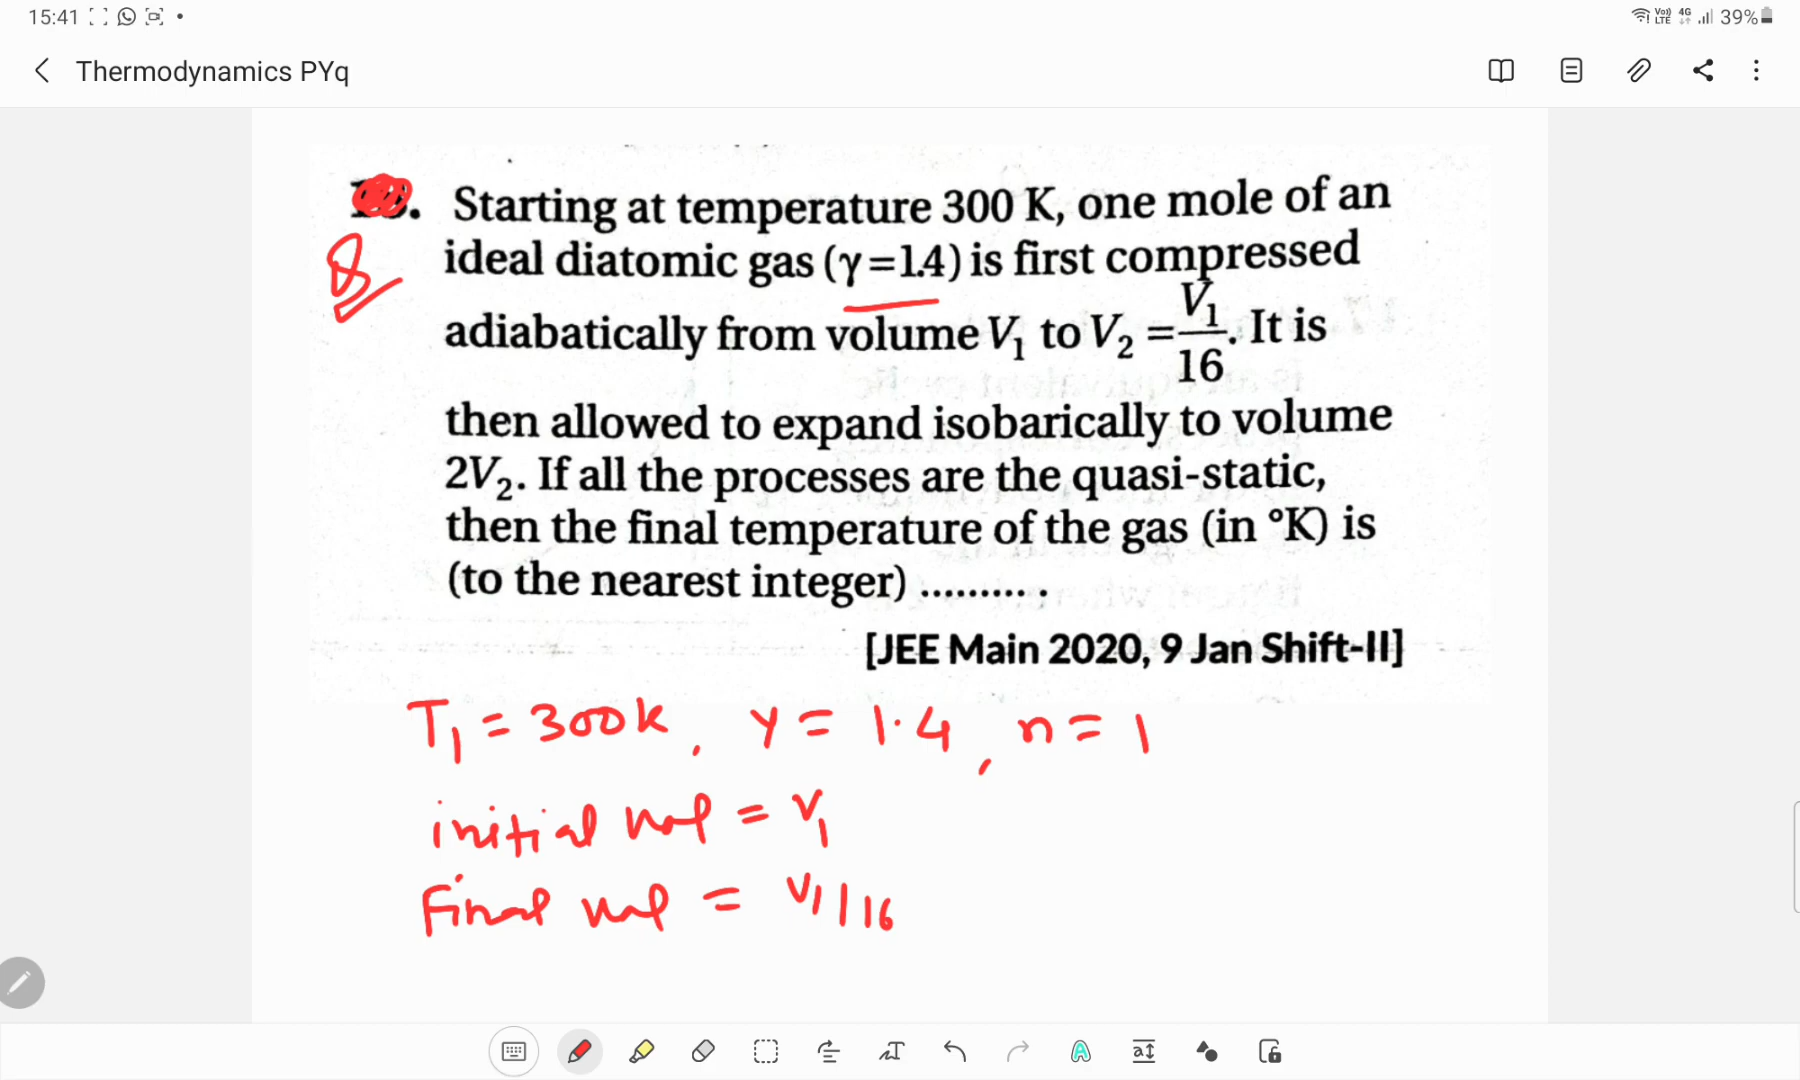 15:41
Vo)) LTE 4G 39%
Thermodynamics PYq
Starting at temperature 300 K, one mole of an
ideal diatomic gas (γ=1.4) is first compressed
adiabatically from volume V₁ to V₂ = V₁/16. It is
then allowed to expand isobarically to volume
2V₂. If all the processes are the quasi-static,
then the final temperature of the gas (in °K) is
(to the nearest integer) ...........
[JEE Main 2020, 9 Jan Shift-II]
8
T₁ = 300k, γ = 1.4, n = 1
initial vol = V₁
Final vol = V₁/16